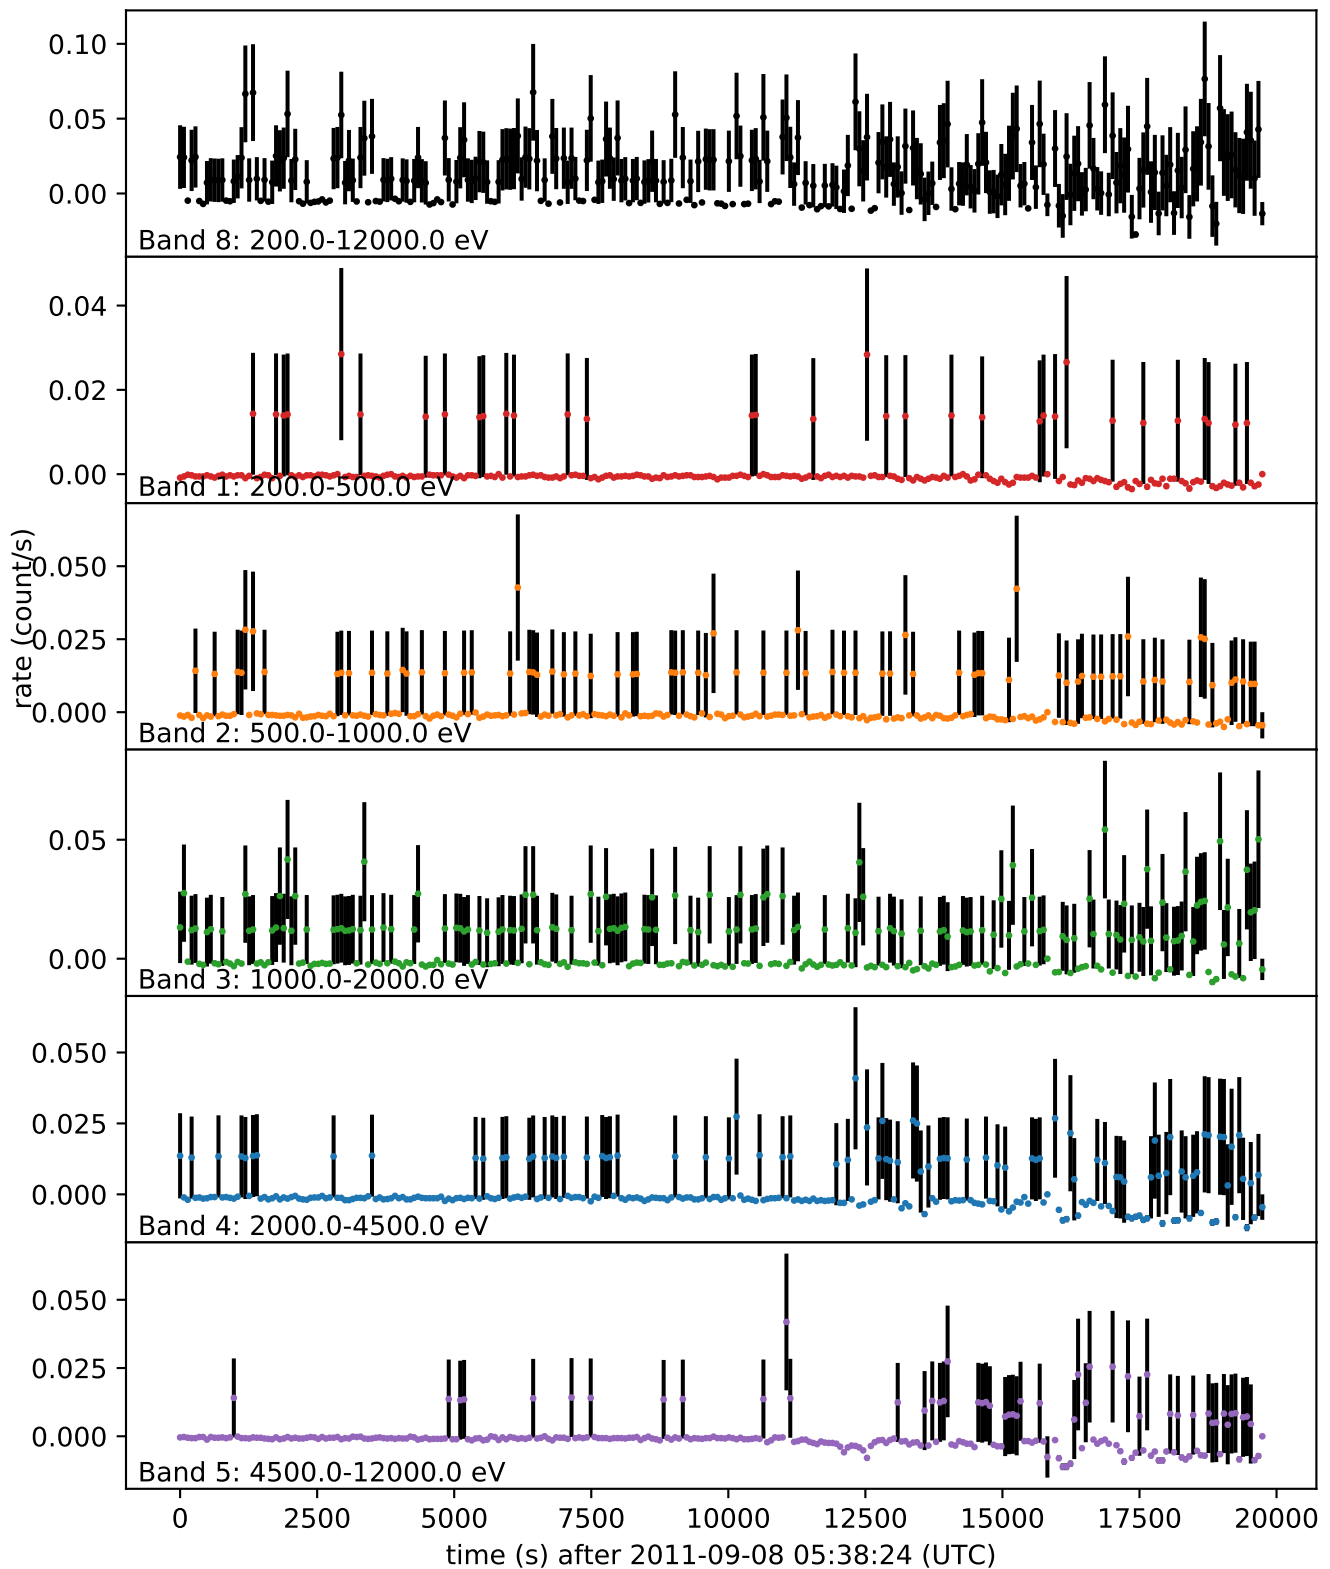 0.10
0.05
0.00
Band 8: 200.0-12000.0 eV
0.04
0.02
0.00
Band 1: 200.0-500.0 eV
rate (count/s)
0.050
0.025
0.000
Band 2: 500.0-1000.0 eV
0.05
0.00
Band 3: 1000.0-2000.0 eV
0.050
0.025
0.000
Band 4: 2000.0-4500.0 eV
0.050
0.025
0.000
Band 5: 4500.0-12000.0 eV
0 2500 5000 7500 10000 12500 15000 17500 20000
time (s) after 2011-09-08 05:38:24 (UTC)